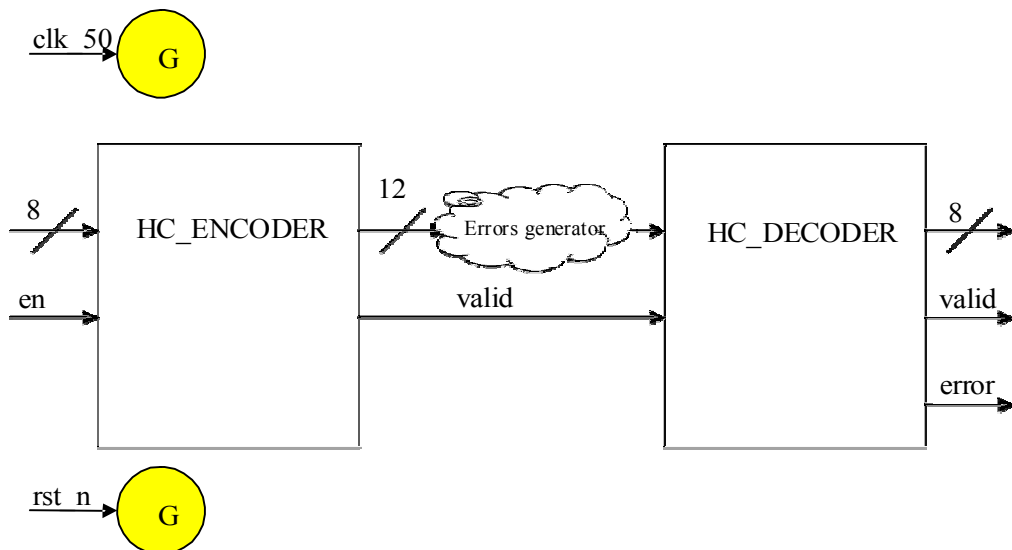 clk_50
G
8
HC_ENCODER
12
Errors generator
HC_DECODER
8
en
valid
valid
error
rst_n
G